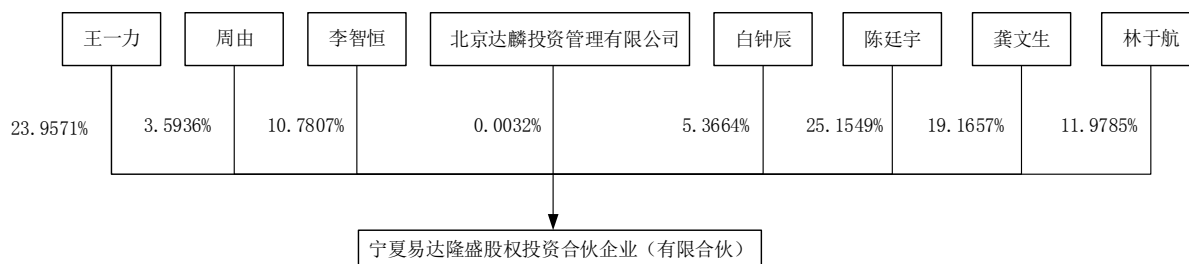 王一力 周由 李智恒 北京达麟投资管理有限公司 白钟辰 陈廷宇 龚文生 林于航
23.9571% 3.5936% 10.7807% 0.0032% 5.3664% 25.1549% 19.1657% 11.9785%
宁夏易达隆盛股权投资合伙企业（有限合伙）